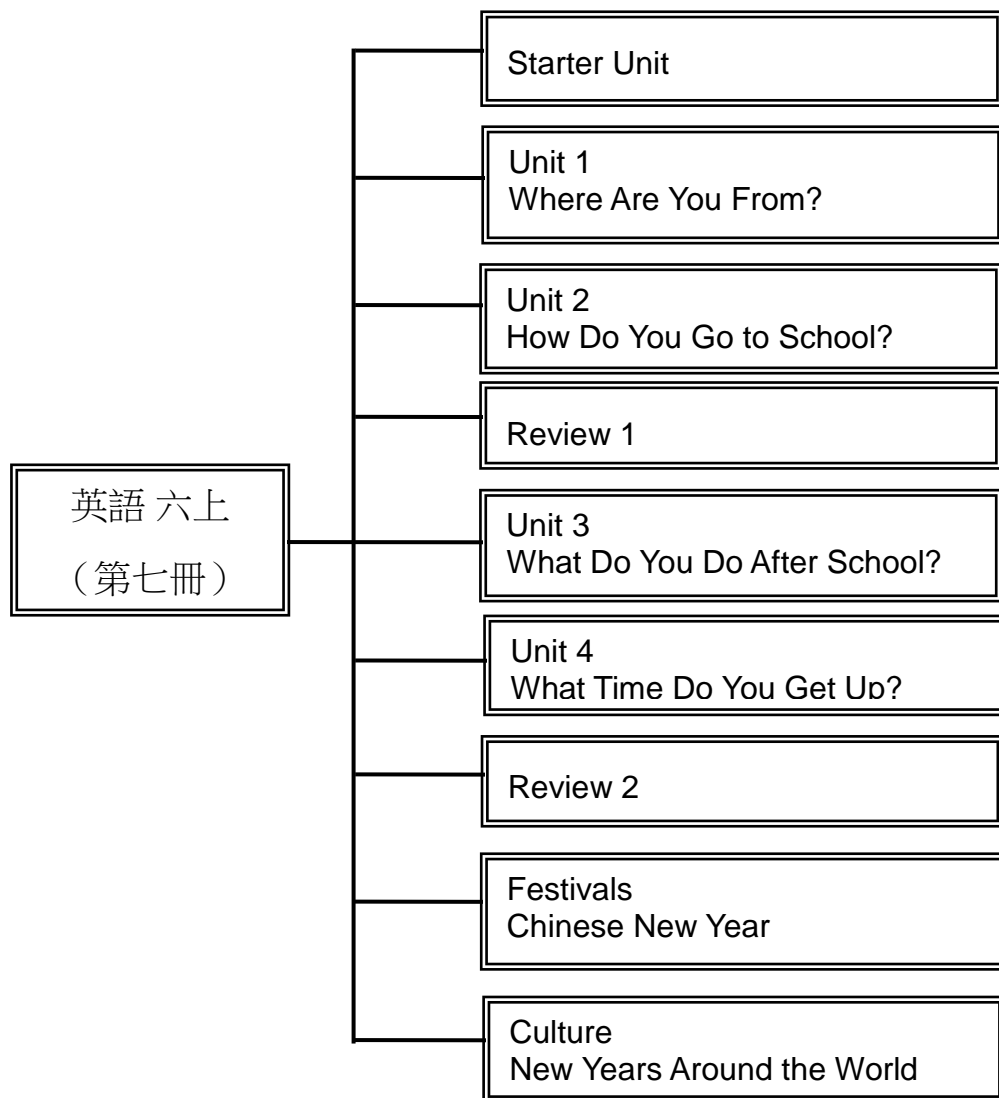 Starter Unit
Unit 1
Where Are You From?
Unit 2
How Do You Go to School?
Review 1
英語 六上
（第七冊）
Unit 3
What Do You Do After School?
Unit 4
What Time Do You Get Up?
Review 2
Festivals
Chinese New Year
Culture
New Years Around the World